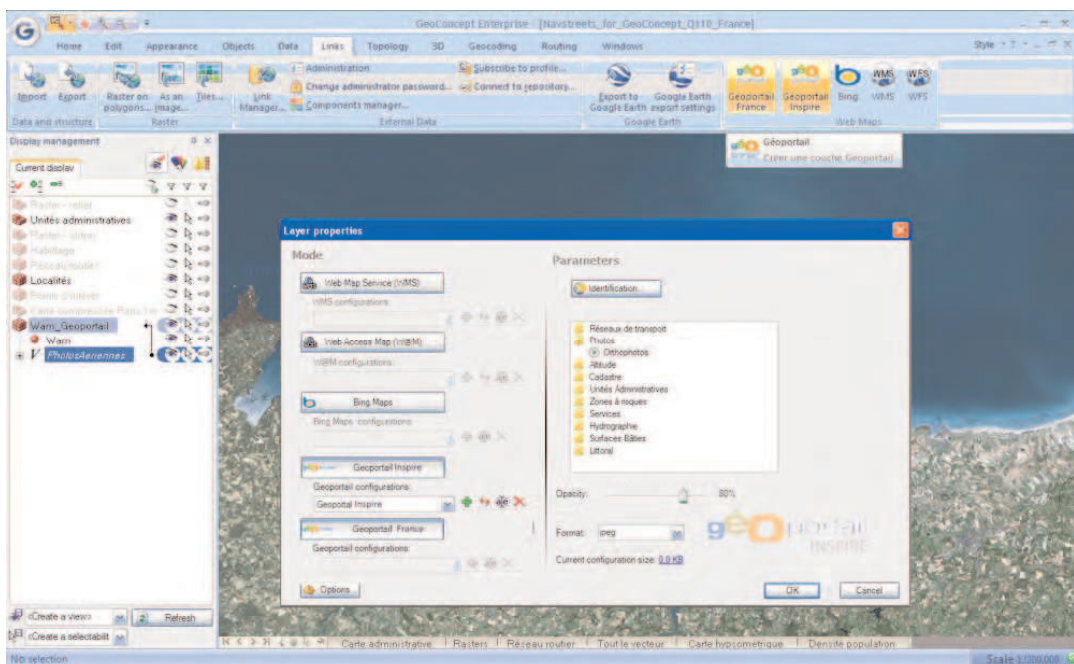 GeoConcept Enterprise - [Navstreets_for_GeoConcept_Q110_France]
Home Edit Appearance Objects Data Links Topology 3D Geocoding Routing Windows
Style
Import Export Raster on polygons... As an image... Tiles... Link Manager...
Administration
Change administrator password...
Components manager...
Subscribe to profile...
Connect to repository...
Export to Google Earth
Google Earth export settings
Geoportail France
Geoportail Inspire
Bing WMS WFS
Data and structure Raster External Data Google Earth Web Maps
Géoportail
Créer une couche Géoportail
Display management
Current display
Unités administratives
Habillage
Localités
Wam_Geoportail
Wam
PhotosAeriennes
<Create a view>
Refresh
<Create a selectabilit
No selection
Layer properties
Mode
Web Map Service (WMS)
WMS configurations:
Web Access Map (W@M)
W@M configurations:
Bing Maps
Bing Maps configurations:
Geoportail Inspire
Geoportail configurations:
Geoportal Inspire
Geoportail France
Geoportail configurations:
Options
Parameters
Identification...
Réseaux de transport
Photos
Orthophotos
Altitude
Cadastre
Unités Administratives
Zones à risques
Services
Hydrographie
Surfaces Bâties
Littoral
Opacity:
80%
Format: jpeg
géoportail
INSPIRE
Current configuration size: 0.0 KB
OK Cancel
Carte administrative Rasters Réseau routier Tout le vecteur Carte hypsométrique Densité population
Scale 1/200,000